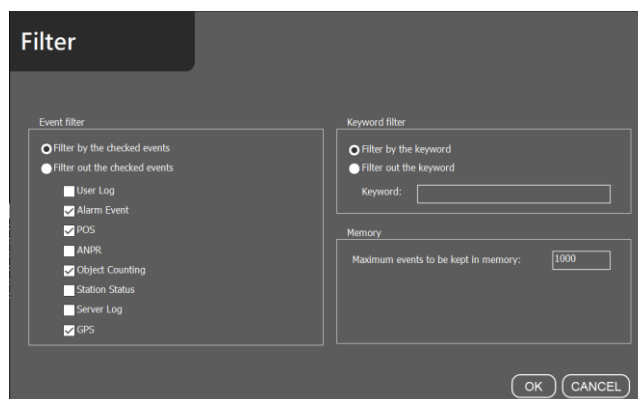 Filter
Event filter
Filter by the checked events
Filter out the checked events
User Log
Alarm Event
POS
ANPR
Object Counting
Station Status
Server Log
GPS
Keyword filter
Filter by the keyword
Filter out the keyword
Keyword:
Memory
Maximum events to be kept in memory: 1000
OK CANCEL